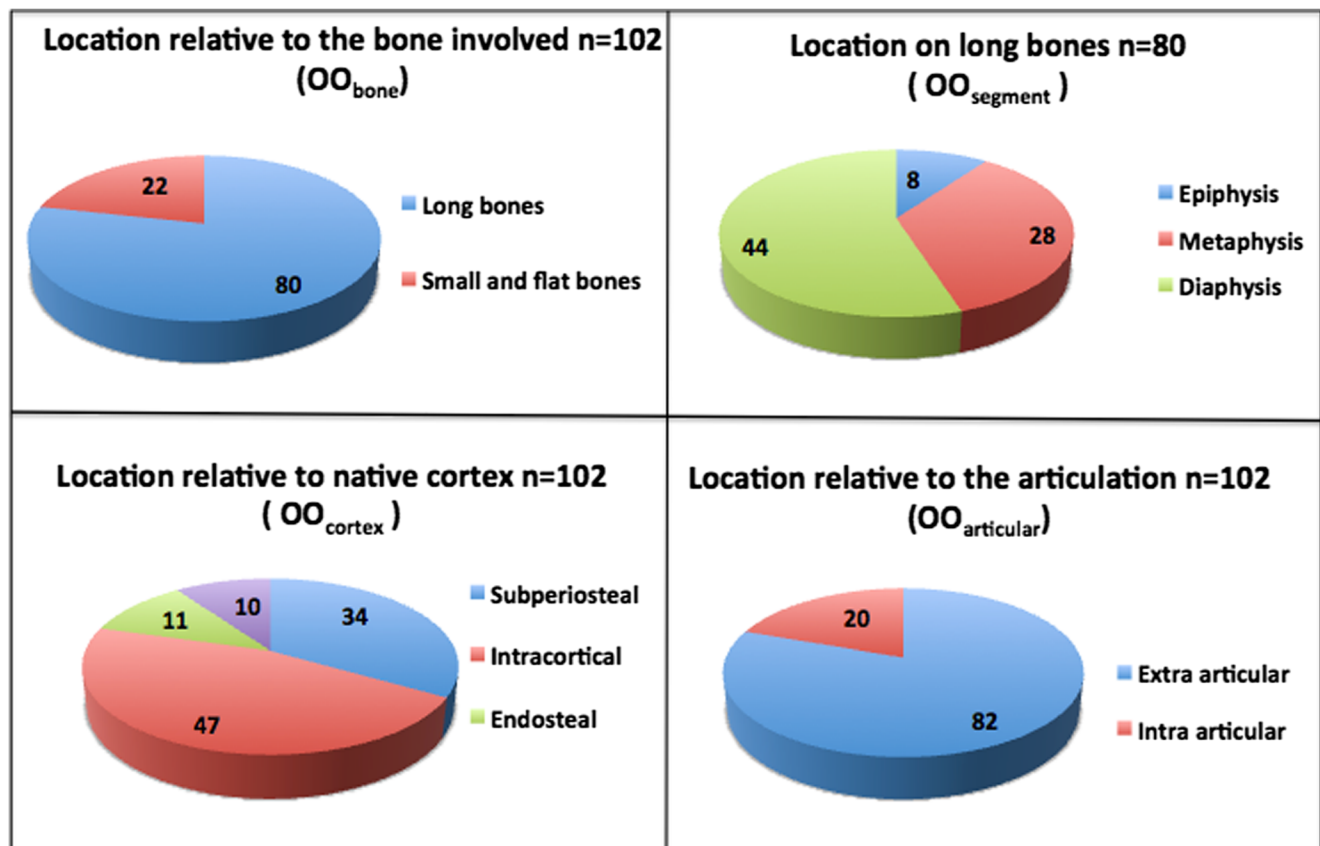 Location relative to the bone involved n=102
(OObone)
22
80
Long bones
Small and flat bones
Location on long bones n=80
( OOsegment )
8
28
44
Epiphysis
Metaphysis
Diaphysis
Location relative to native cortex n=102
( OOcortex )
10
34
11
47
Subperiosteal
Intracortical
Endosteal
Location relative to the articulation n=102
(OOarticular)
20
82
Extra articular
Intra articular